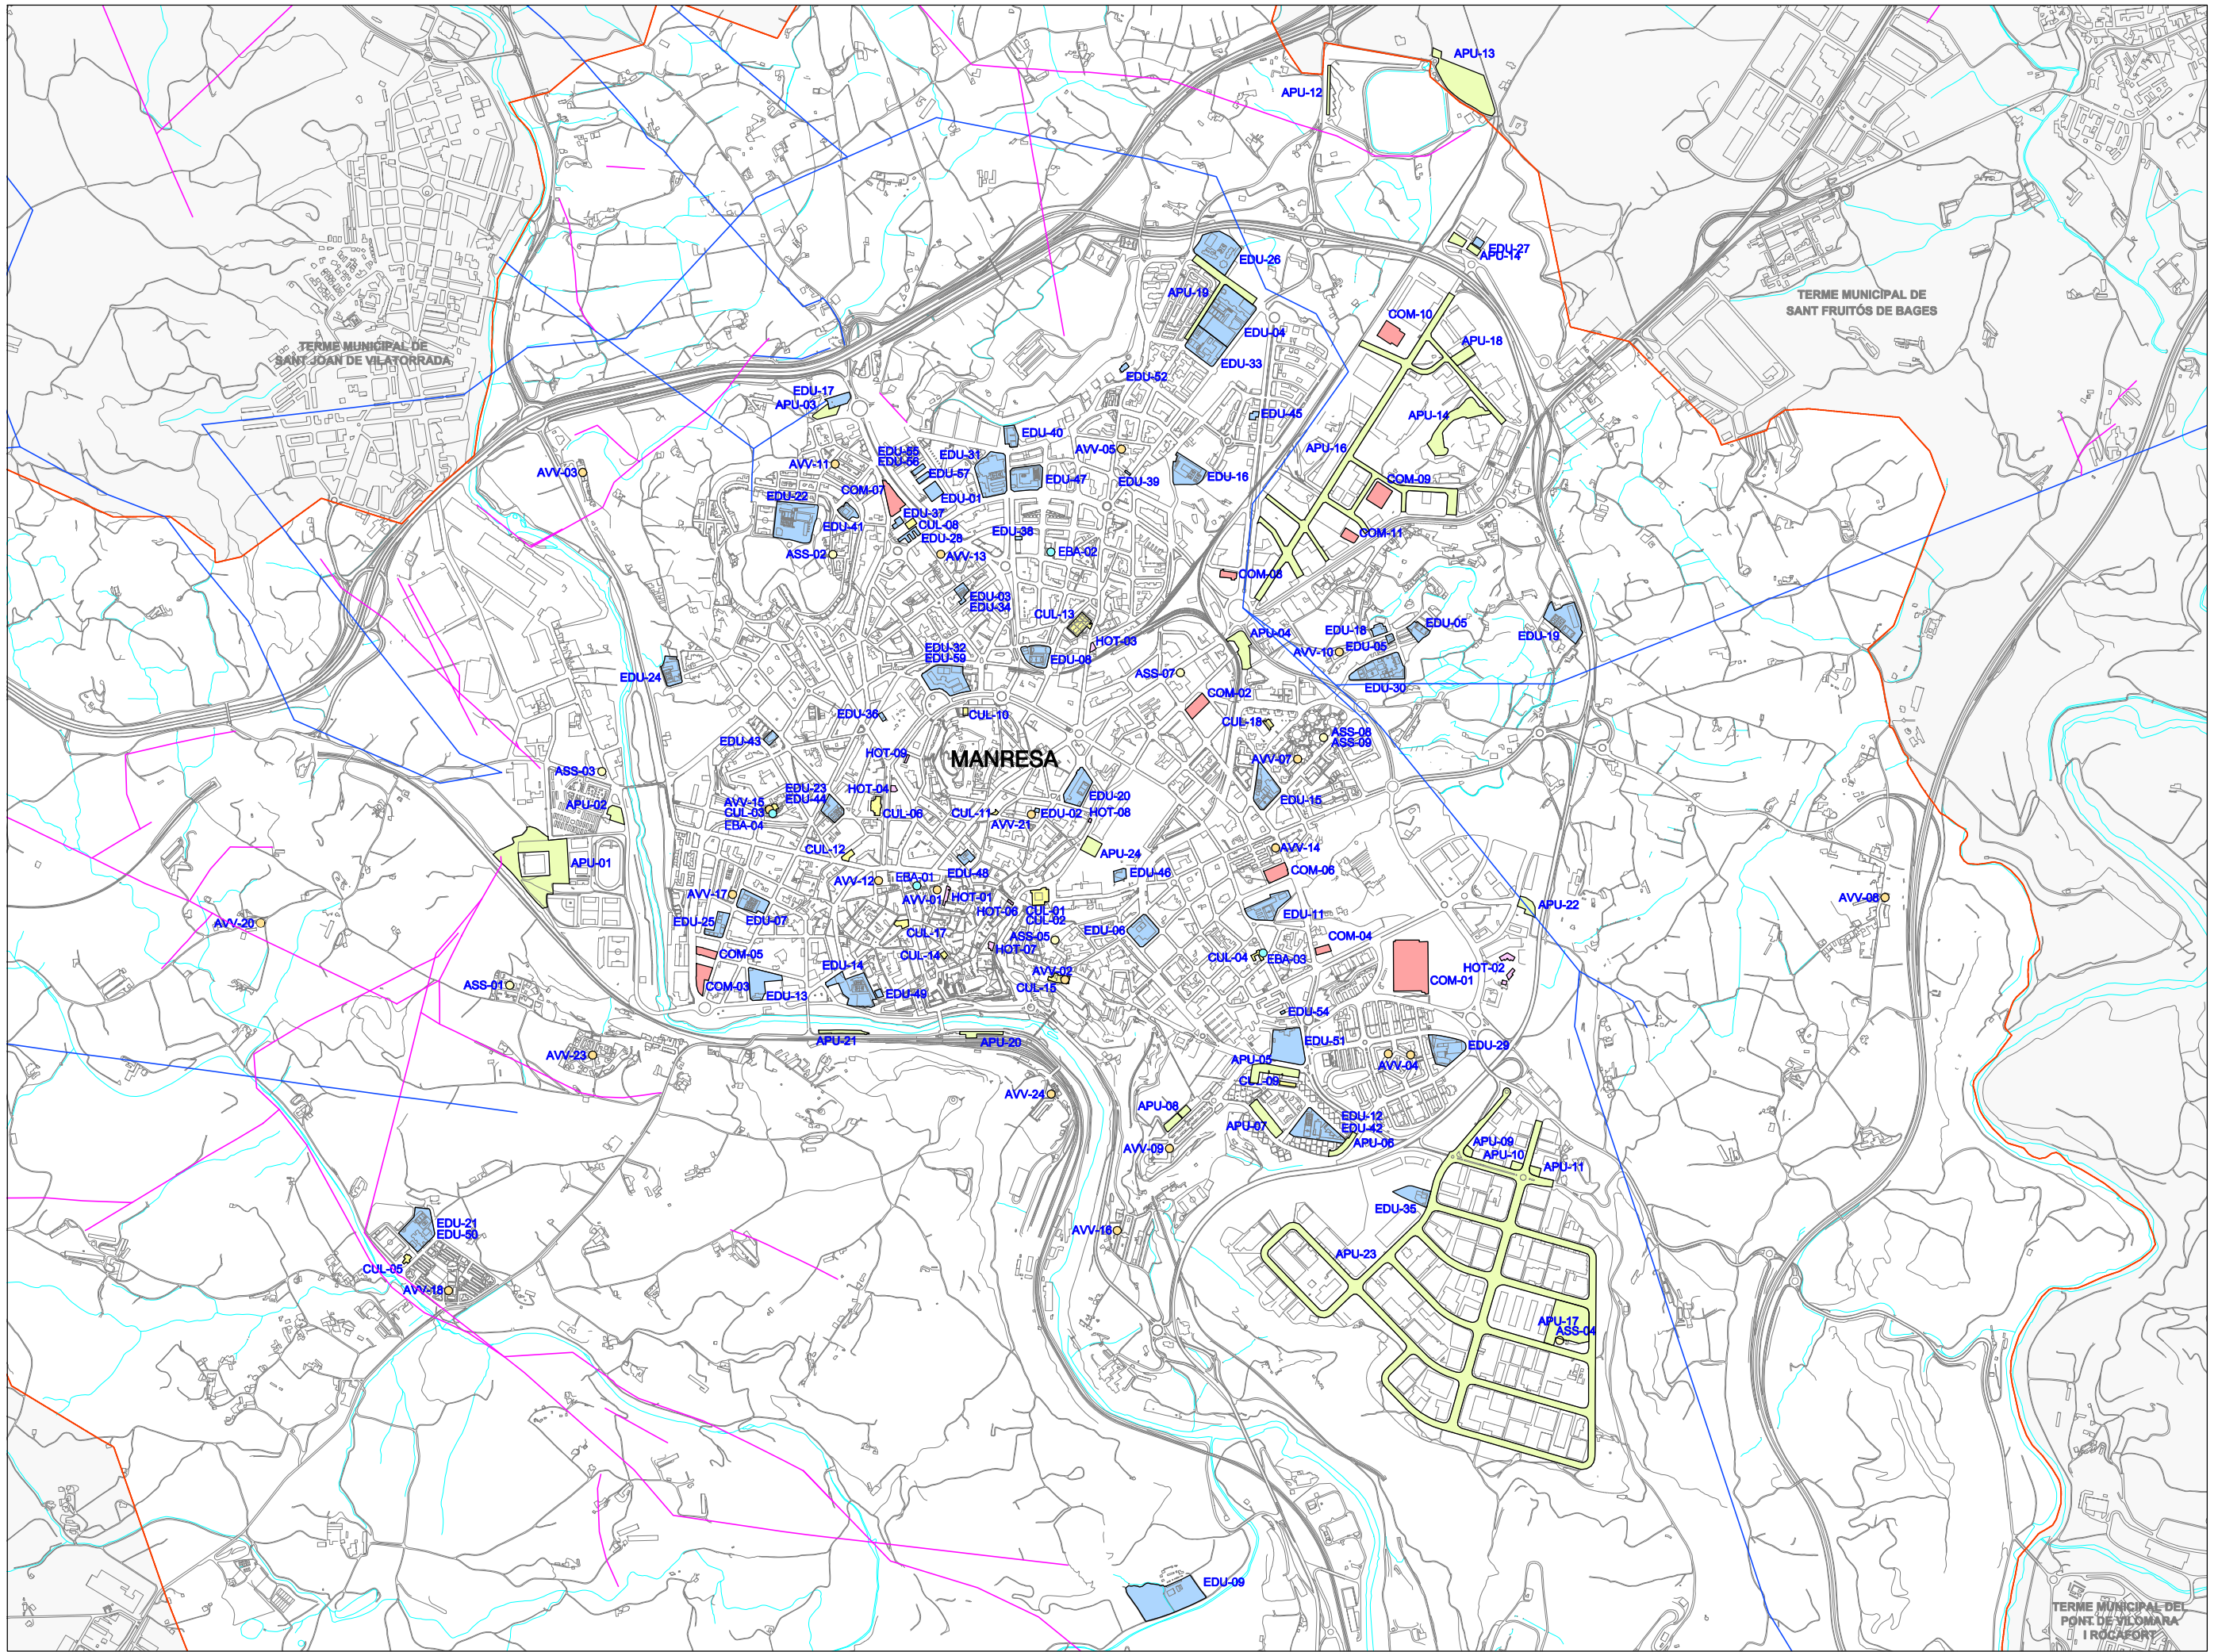 APU-13
APU-12
EDU-27
APU-14
EDU-26
TERME MUNICIPAL DE
SANT FRUITÓS DE BAGES
APU-19
COM-10
EDU-04
TERME MUNICIPAL DE
SANT JOAN DE VILATORRADA
APU-18
EDU-33
EDU-52
EDU-17
APU-03
EDU-45
APU-14
EDU-40
APU-16
AVV-05
EDU-55
EDU-31
EDU-56
AVV-11
AVV-03
EDU-57
EDU-47
EDU-39
EDU-16
COM-09
COM-07
EDU-22
EDU-01
EDU-37
EDU-41
CUL-08
EDU-28
EDU-38
COM-11
ASS-02
AVV-13
EBA-02
COM-08
EDU-03
EDU-34
CUL-13
EDU-18
EDU-05
EDU-19
APU-04
HOT-03
EDU-32
EDU-59
EDU-08
AVV-10
EDU-05
EDU-24
ASS-07
EDU-30
COM-02
EDU-36
CUL-10
CUL-18
EDU-43
ASS-08
ASS-09
HOT-09
MANRESA
AVV-07
ASS-03
EDU-23
HOT-04
EDU-20
EDU-44
EDU-15
APU-02
AVV-15
CUL-03
EBA-04
CUL-06
CUL-11
EDU-02
HOT-08
AVV-21
CUL-12
APU-24
AVV-14
APU-01
EDU-48
COM-06
EDU-46
AVV-12
EBA-01
AVV-17
AVV-01
HOT-01
AVV-08
APU-22
HOT-06
CUL-01
CUL-02
EDU-11
EDU-25
EDU-07
AVV-20
CUL-17
EDU-06
ASS-05
COM-04
HOT-07
COM-05
CUL-14
CUL-04
EBA-03
EDU-14
HOT-02
AVV-02
COM-01
ASS-01
COM-03
CUL-15
EDU-13
EDU-49
EDU-54
APU-21
APU-20
EDU-51
EDU-29
AVV-23
APU-05
AVV-04
CUL-09
AVV-24
APU-08
EDU-12
APU-07
EDU-42
APU-06
APU-09
AVV-09
APU-10
APU-11
EDU-35
EDU-21
EDU-50
AVV-16
APU-23
CUL-05
AVV-18
APU-17
ASS-04
EDU-09
TERME MUNICIPAL DEL
PONT DE VILOMARA
I ROCAFORT